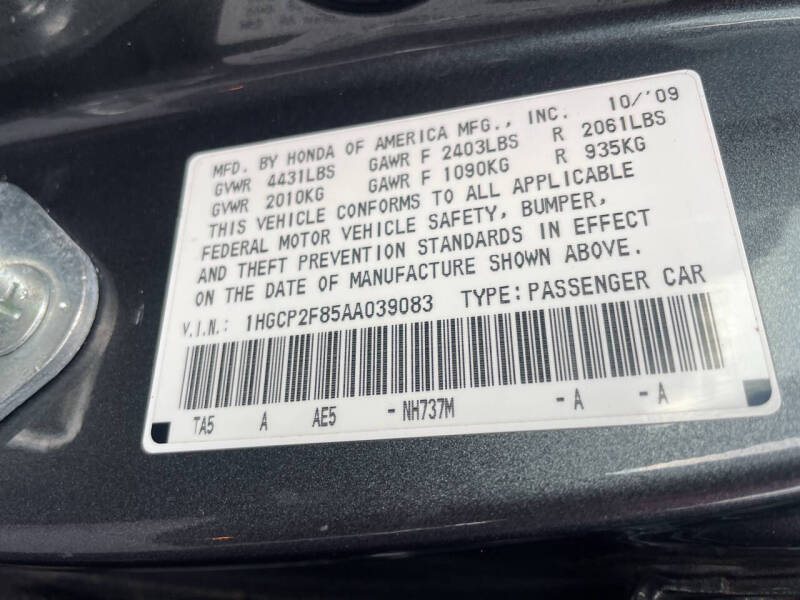 MFD. BY HONDA OF AMERICA MFG., INC. 10/'09
GVWR 4431LBS GAWR F 2403LBS R 2061LBS
GVWR 2010KG GAWR F 1090KG R 935KG
THIS VEHICLE CONFORMS TO ALL APPLICABLE
FEDERAL MOTOR VEHICLE SAFETY, BUMPER,
AND THEFT PREVENTION STANDARDS IN EFFECT
ON THE DATE OF MANUFACTURE SHOWN ABOVE.
V.I.N.: 1HGCP2F85AA039083 TYPE: PASSENGER CAR
TA5 A AE5 -NH737M -A -A